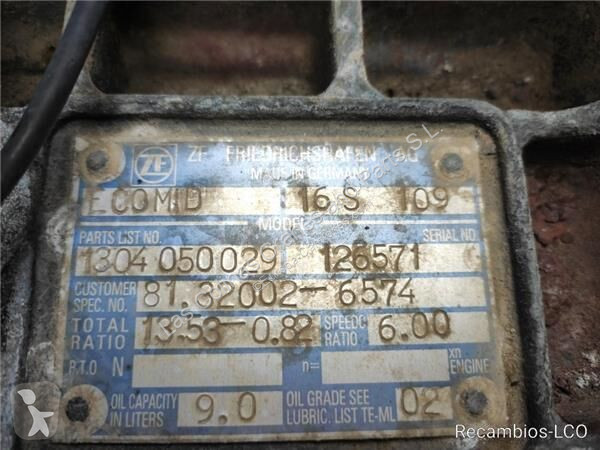 ZF
ZF FRIEDRICHSHAFEN AG
MADE IN GERMANY
ECOMID 16 S 109
MODEL
PARTS LIST NO. SERIAL NO.
1304 050 029 126571
CUSTOMER SPEC. NO. 81.32002-6574
TOTAL RATIO 13.53-0.82 SPEEDO RATIO 6.00
P.T.O N n= xn ENGINE
OIL CAPACITY IN LITERS 9.0 OIL GRADE SEE LUBRIC. LIST TE-ML 02
Recambios-LCO